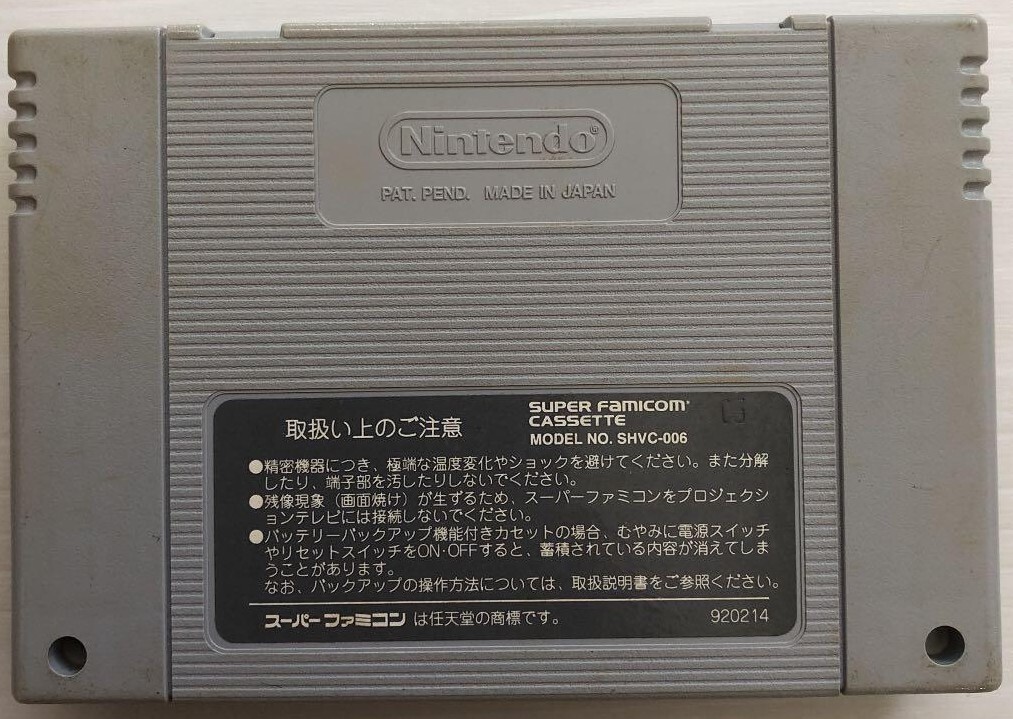 Nintendo®
PAT. PEND. MADE IN JAPAN
取扱い上のご注意
SUPER FAMICOM®
CASSETTE
MODEL NO. SHVC-006
●精密機器につき、極端な温度変化やショックを避けてください。また分解
したり、端子部を汚したりしないでください。
●残像現象（画面焼け）が生ずるため、スーパーファミコンをプロジェクシ
ョンテレビには接続しないでください。
●バッテリーバックアップ機能付きカセットの場合、むやみに電源スイッチ
やリセットスイッチをON・OFFすると、蓄積されている内容が消えてしま
うことがあります。
なお、バックアップの操作方法については、取扱説明書をご参照ください。
スーパーファミコン は任天堂の商標です。
920214